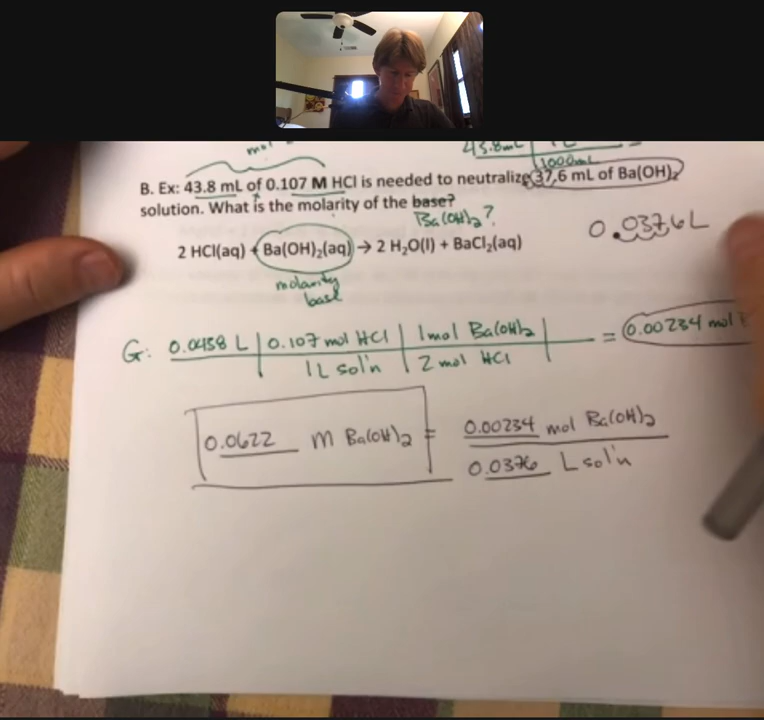 mol
43.8mL | 1L =
1000mL
B. Ex: 43.8 mL of 0.107 M HCl is needed to neutralize 37.6 mL of Ba(OH)₂
solution. What is the molarity of the base?
Ba(OH)₂?
0.0376L
2 HCl(aq) + Ba(OH)₂(aq) → 2 H₂O(l) + BaCl₂(aq)
molarity
base
G: 0.0438 L | 0.107 mol HCl | 1mol Ba(OH)₂ | = 0.00234 mol
1L sol'n | 2 mol HCl
0.0622 M Ba(OH)₂ = 0.00234 mol Ba(OH)₂
0.0376 L sol'n